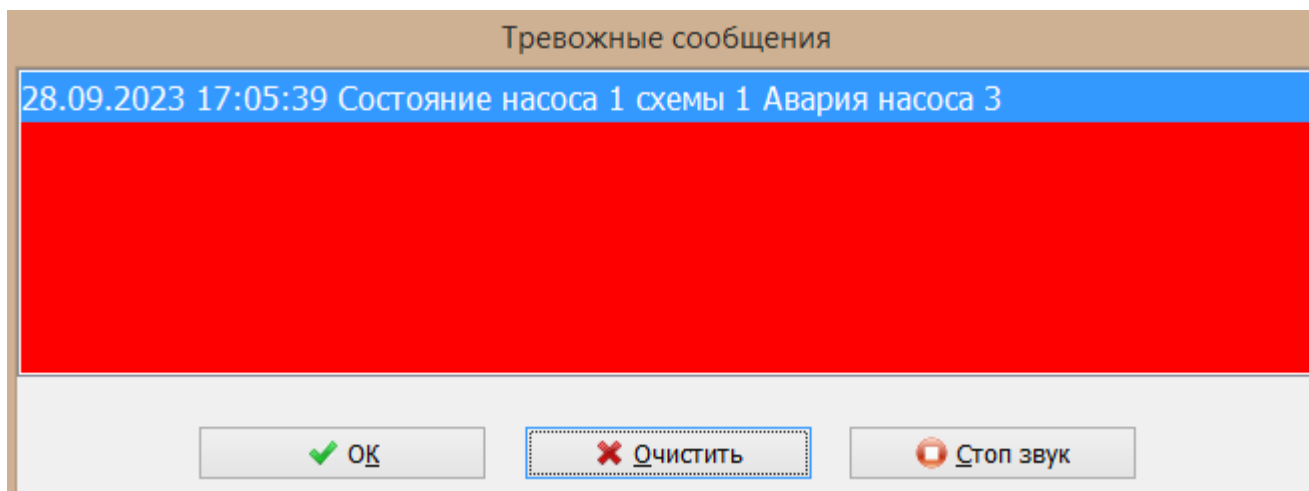 Тревожные сообщения
28.09.2023 17:05:39 Состояние насоса 1 схемы 1 Авария насоса 3
ОК
Очистить
Стоп звук